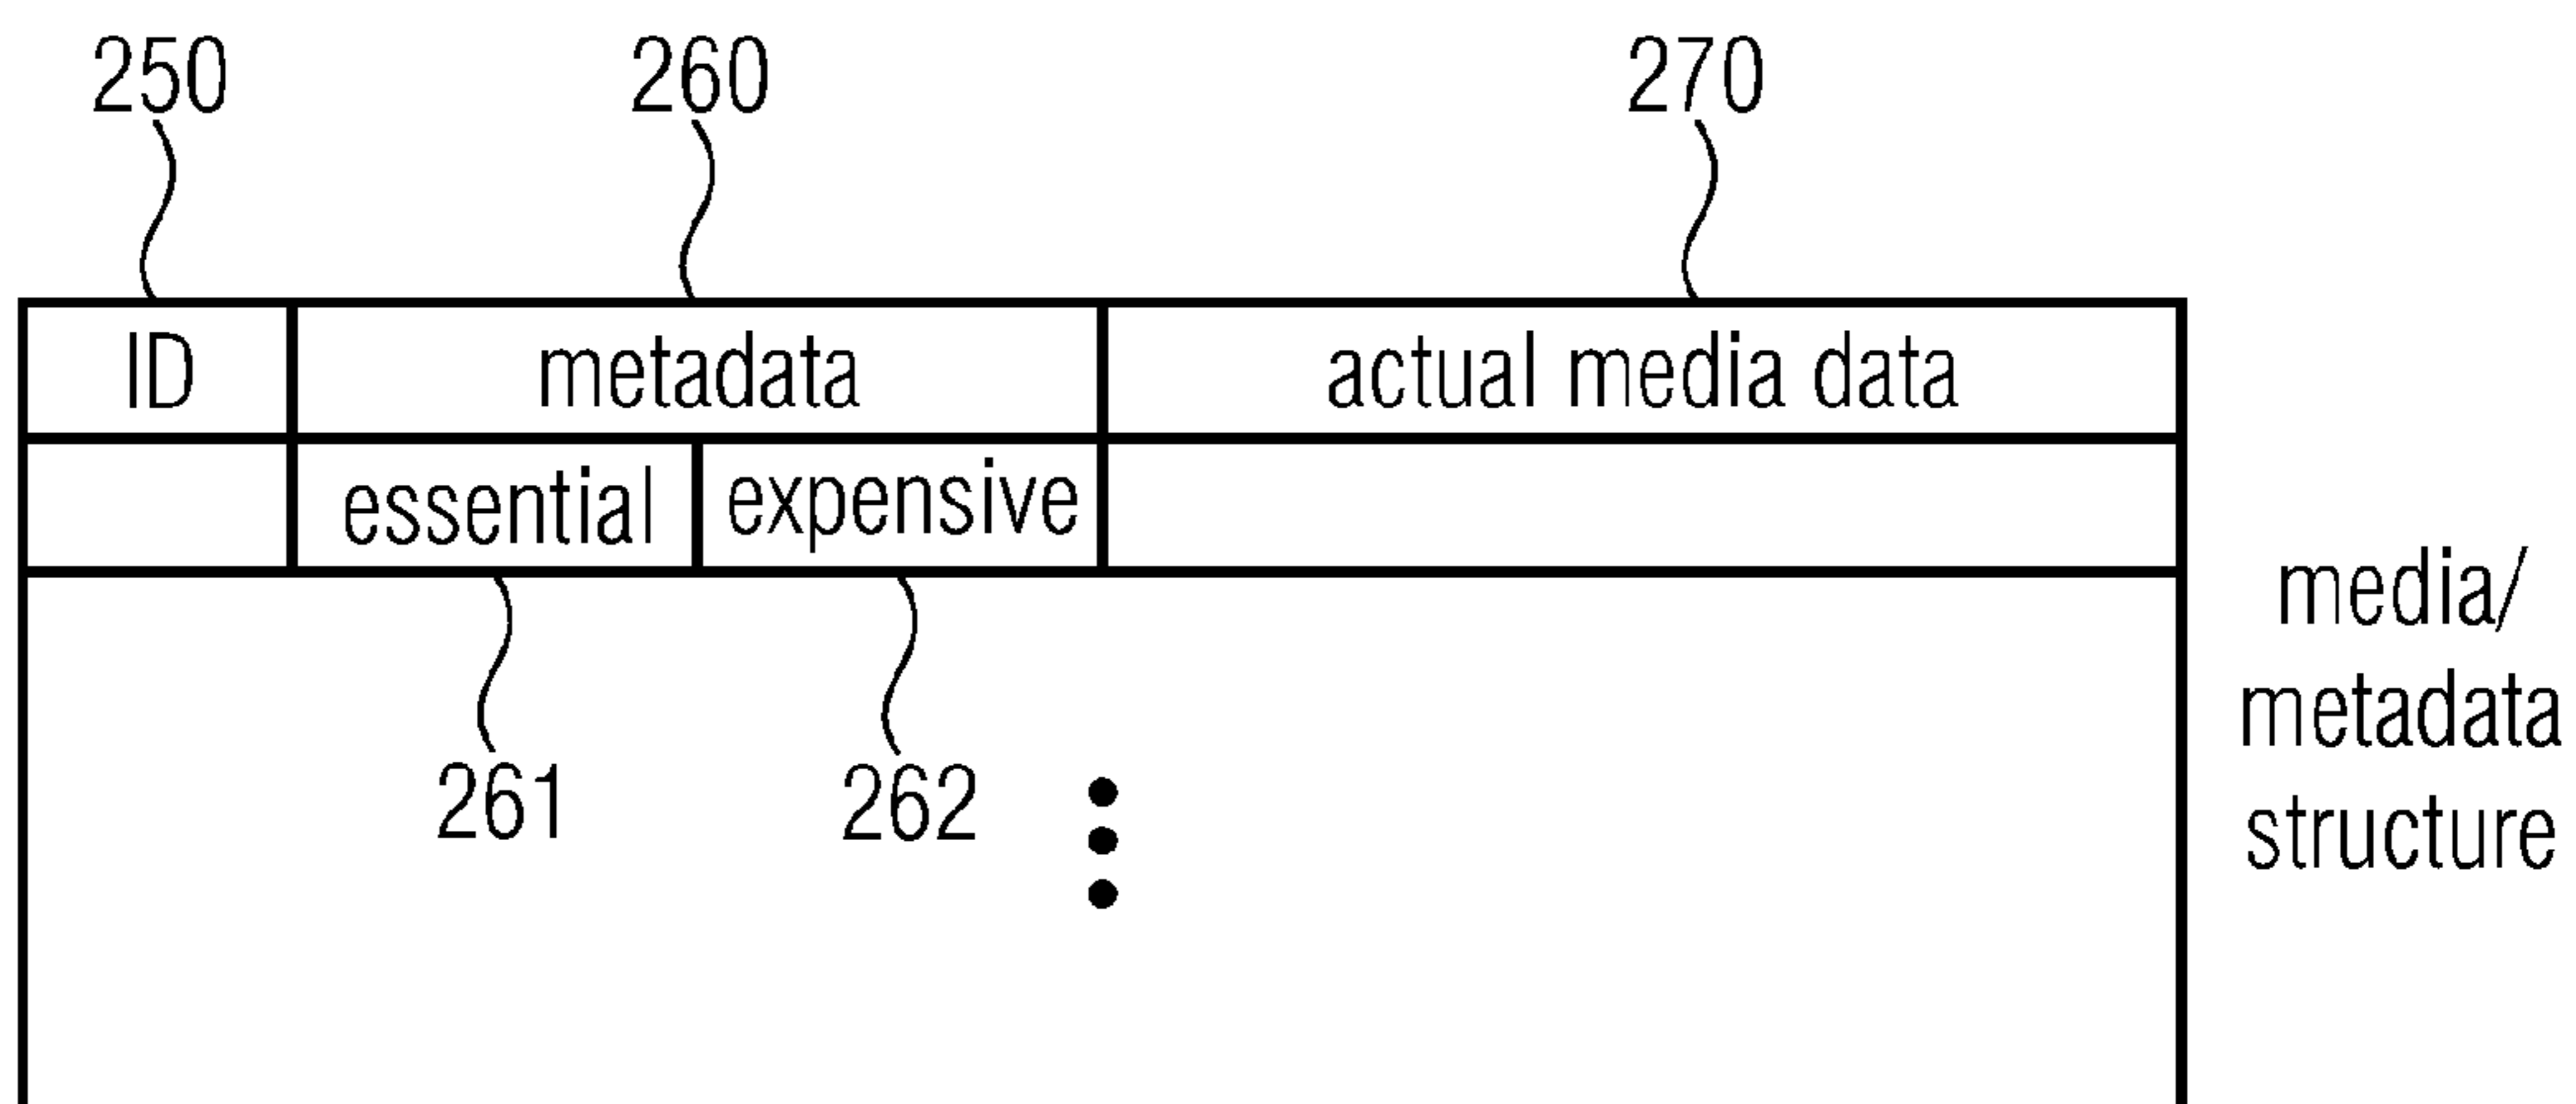 250 260 270
ID metadata actual media data
essential expensive
261 262
media/
metadata
structure